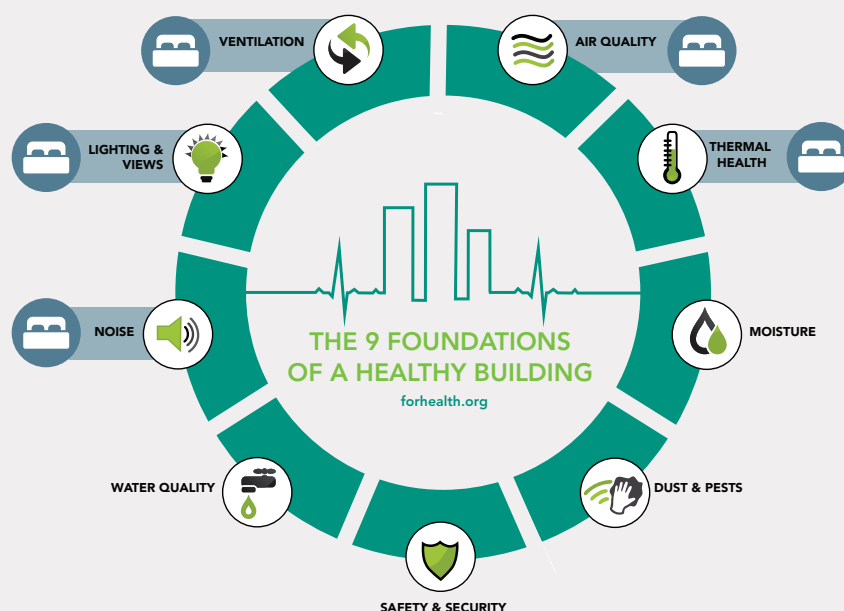 VENTILATION
AIR QUALITY
LIGHTING &
VIEWS
THERMAL
HEALTH
NOISE
MOISTURE
THE 9 FOUNDATIONS
OF A HEALTHY BUILDING
forhealth.org
WATER QUALITY
DUST & PESTS
SAFETY & SECURITY